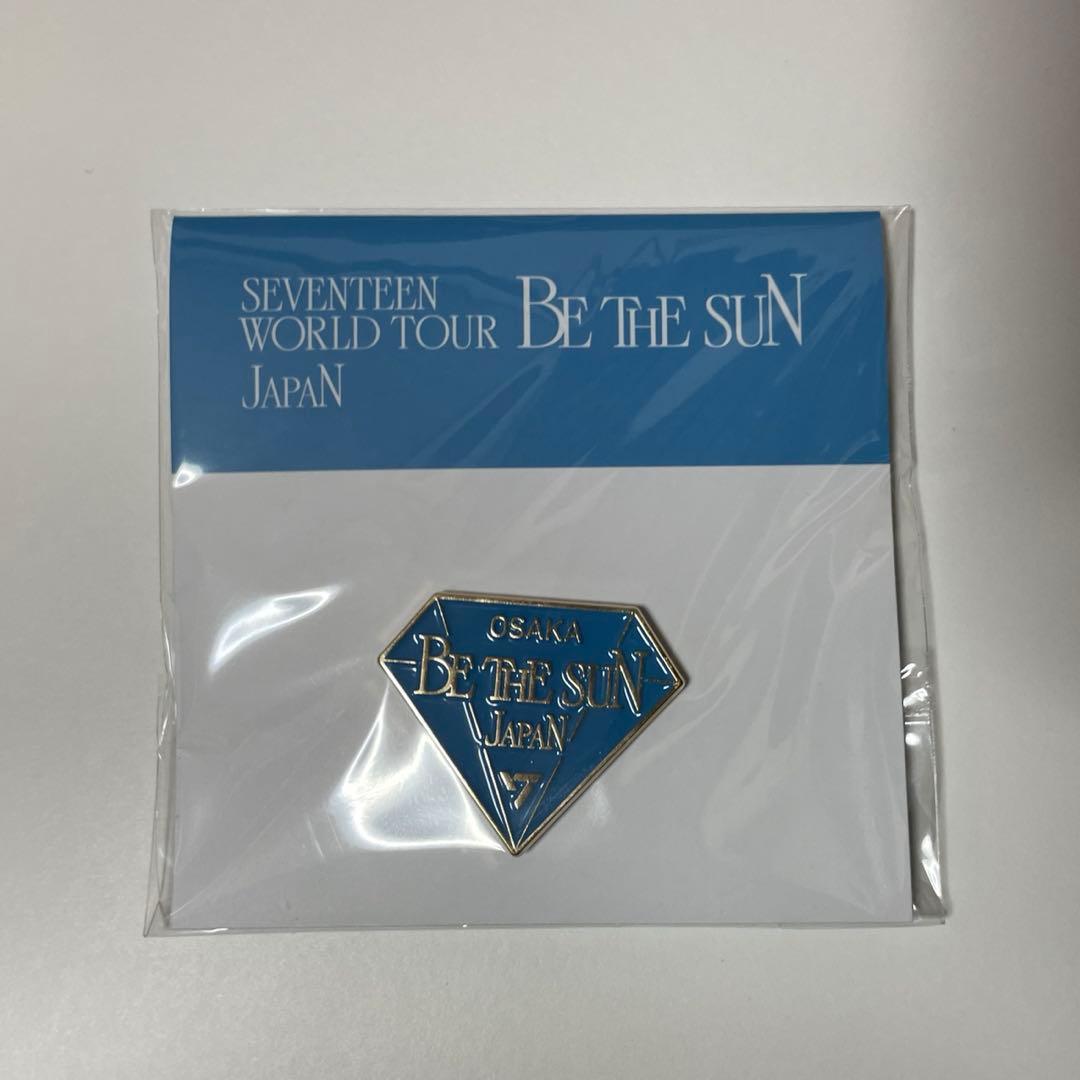 SEVENTEEN
WORLD TOUR BE THE SUN
JAPAN
OSAKA
BE THE SUN
JAPAN